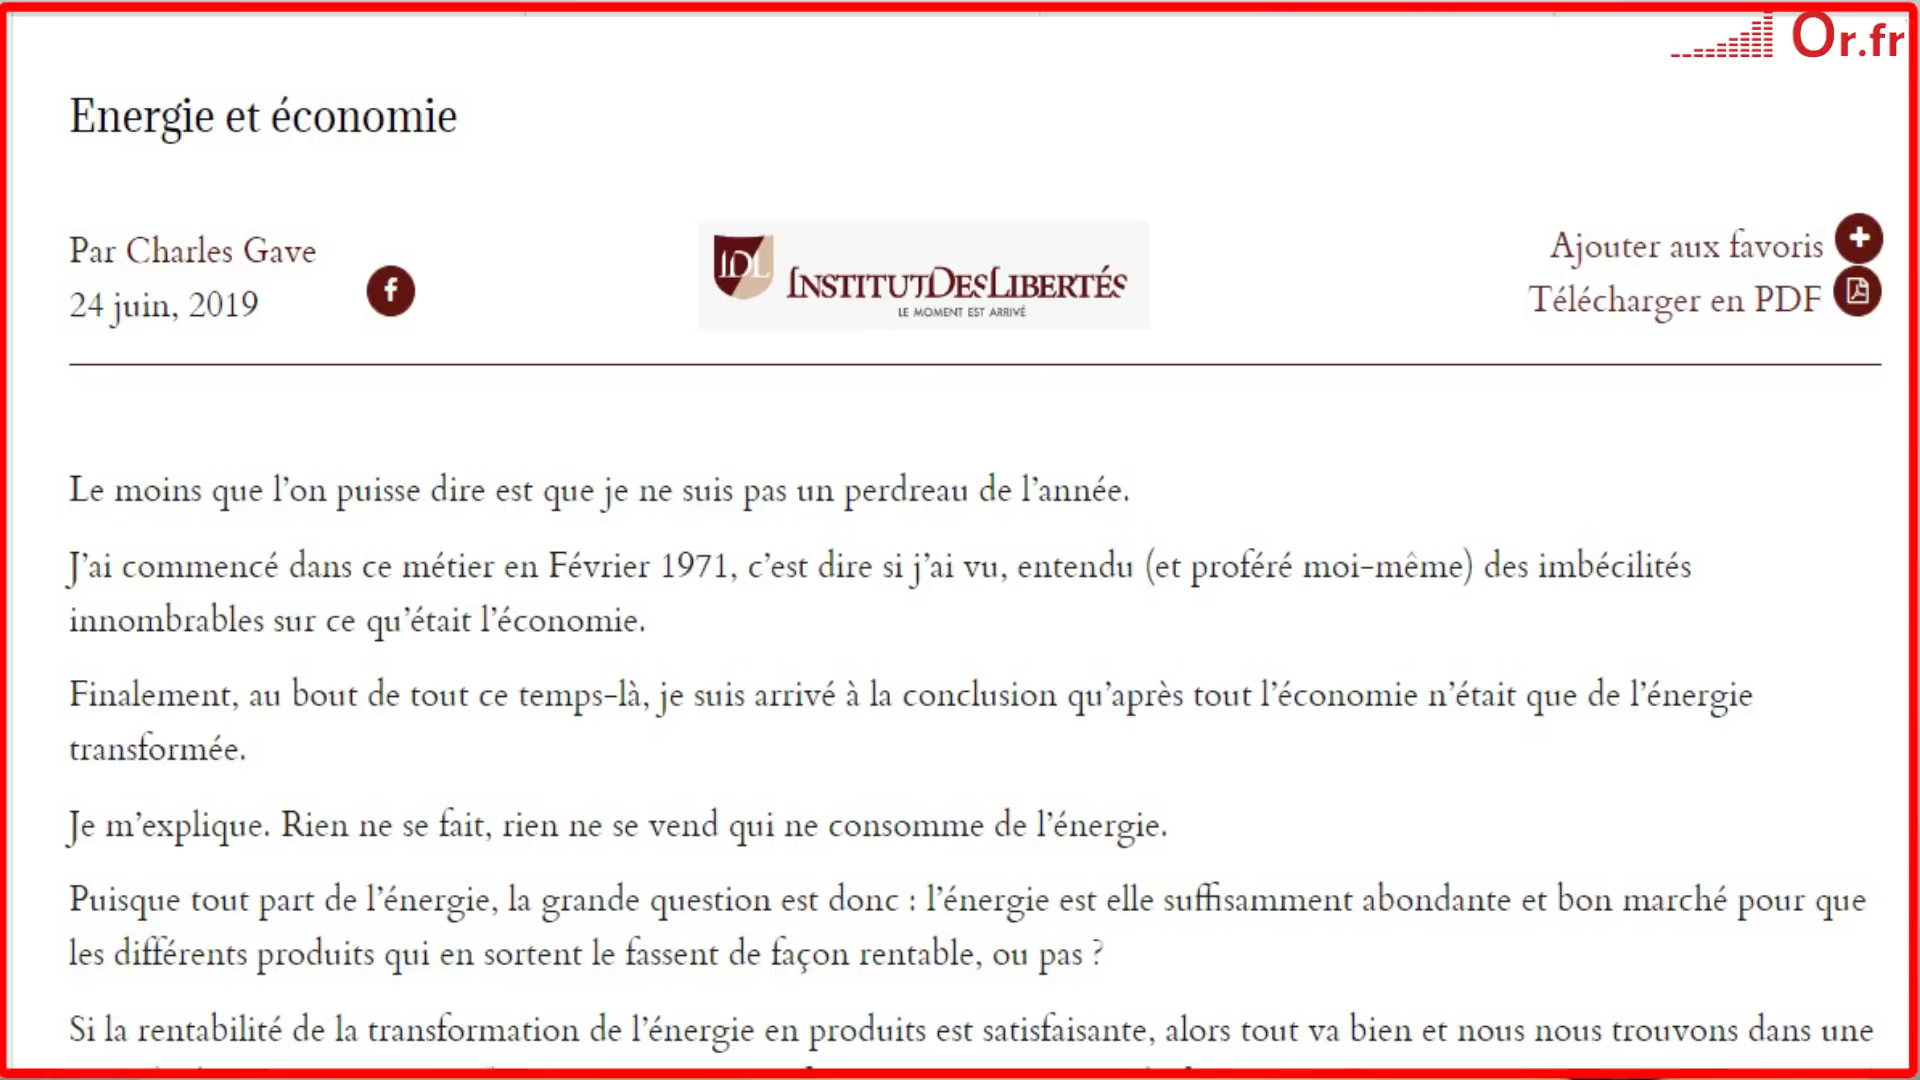 Or.fr
Energie et économie
Par Charles Gave
24 juin, 2019
IDL
INSTITUTDESLIBERTÉS
LE MOMENT EST ARRIVÉ
Ajouter aux favoris
Télécharger en PDF
Le moins que l'on puisse dire est que je ne suis pas un perdreau de l'année.
J'ai commencé dans ce métier en Février 1971, c'est dire si j'ai vu, entendu (et proféré moi-même) des imbécilités
innombrables sur ce qu'était l'économie.
Finalement, au bout de tout ce temps-là, je suis arrivé à la conclusion qu'après tout l'économie n'était que de l'énergie
transformée.
Je m'explique. Rien ne se fait, rien ne se vend qui ne consomme de l'énergie.
Puisque tout part de l'énergie, la grande question est donc : l'énergie est elle suffisamment abondante et bon marché pour que
les différents produits qui en sortent le fassent de façon rentable, ou pas ?
Si la rentabilité de la transformation de l'énergie en produits est satisfaisante, alors tout va bien et nous nous trouvons dans une